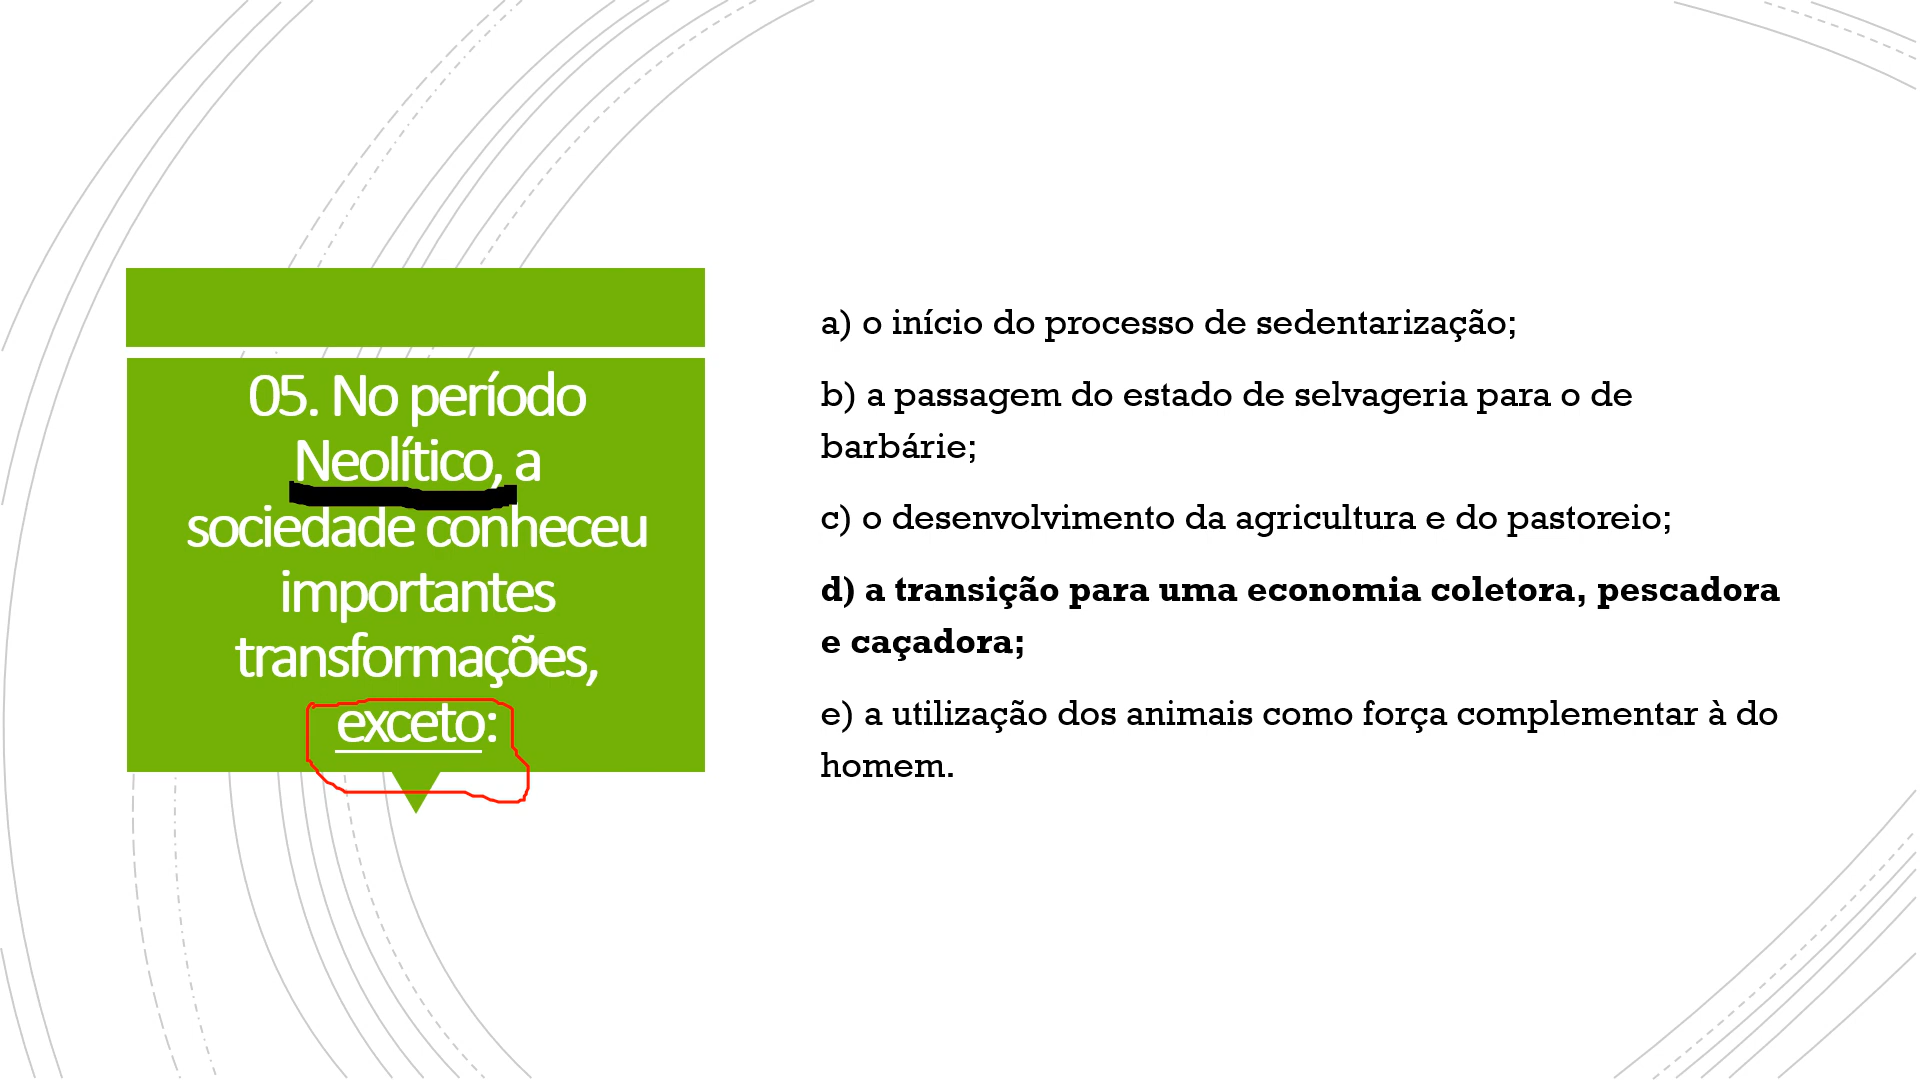 05. No período
Neolítico, a
sociedade conheceu
importantes
transformações,
exceto:
a) o início do processo de sedentarização;
b) a passagem do estado de selvageria para o de
barbárie;
c) o desenvolvimento da agricultura e do pastoreio;
d) a transição para uma economia coletora, pescadora
e caçadora;
e) a utilização dos animais como força complementar à do
homem.